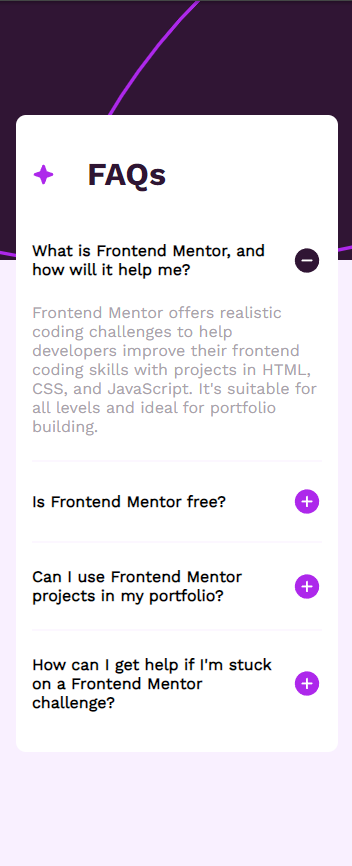 FAQs
What is Frontend Mentor, and
how will it help me?
Frontend Mentor offers realistic
coding challenges to help
developers improve their frontend
coding skills with projects in HTML,
CSS, and JavaScript. It's suitable for
all levels and ideal for portfolio
building.
Is Frontend Mentor free?
Can I use Frontend Mentor
projects in my portfolio?
How can I get help if I'm stuck
on a Frontend Mentor
challenge?